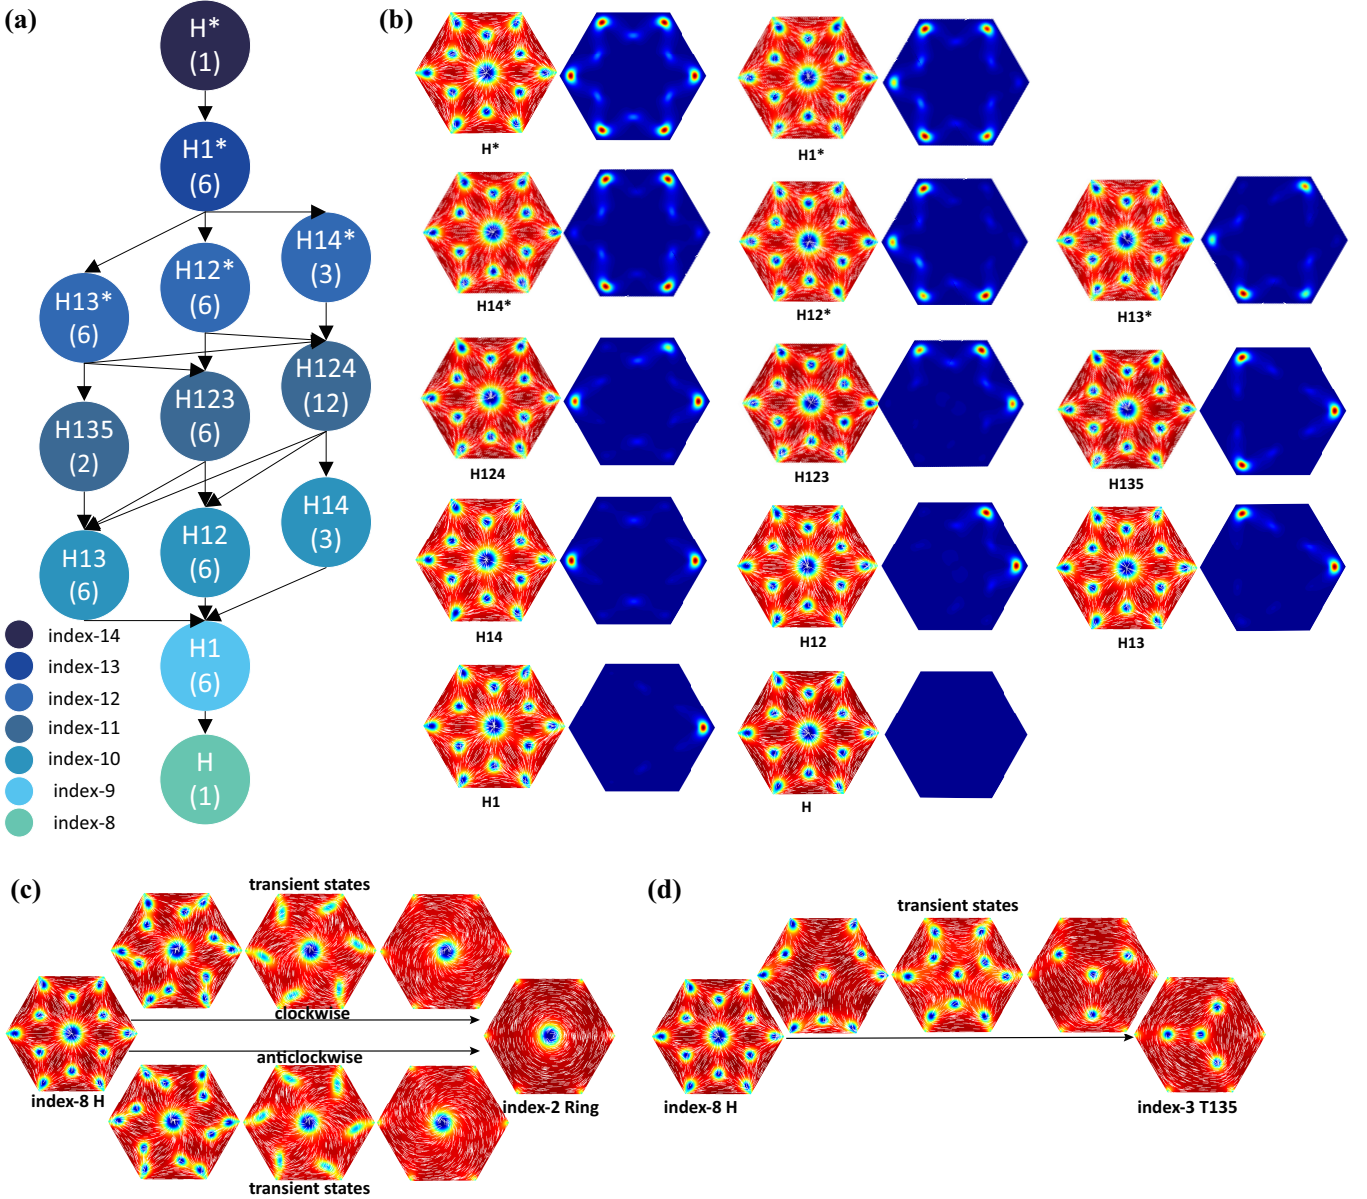 (a)
H*
(1)
H1*
(6)
H14*
(3)
H12*
(6)
H13*
(6)
H124
(12)
H123
(6)
H135
(2)
H14
(3)
H12
(6)
H13
(6)
H1
(6)
H
(1)
index-14
index-13
index-12
index-11
index-10
index-9
index-8
(b)
H*
H1*
H14*
H12*
H13*
H124
H123
H135
H14
H12
H13
H1
H
(c)
transient states
clockwise
anticlockwise
index-8 H
index-2 Ring
transient states
(d)
transient states
index-8 H
index-3 T135